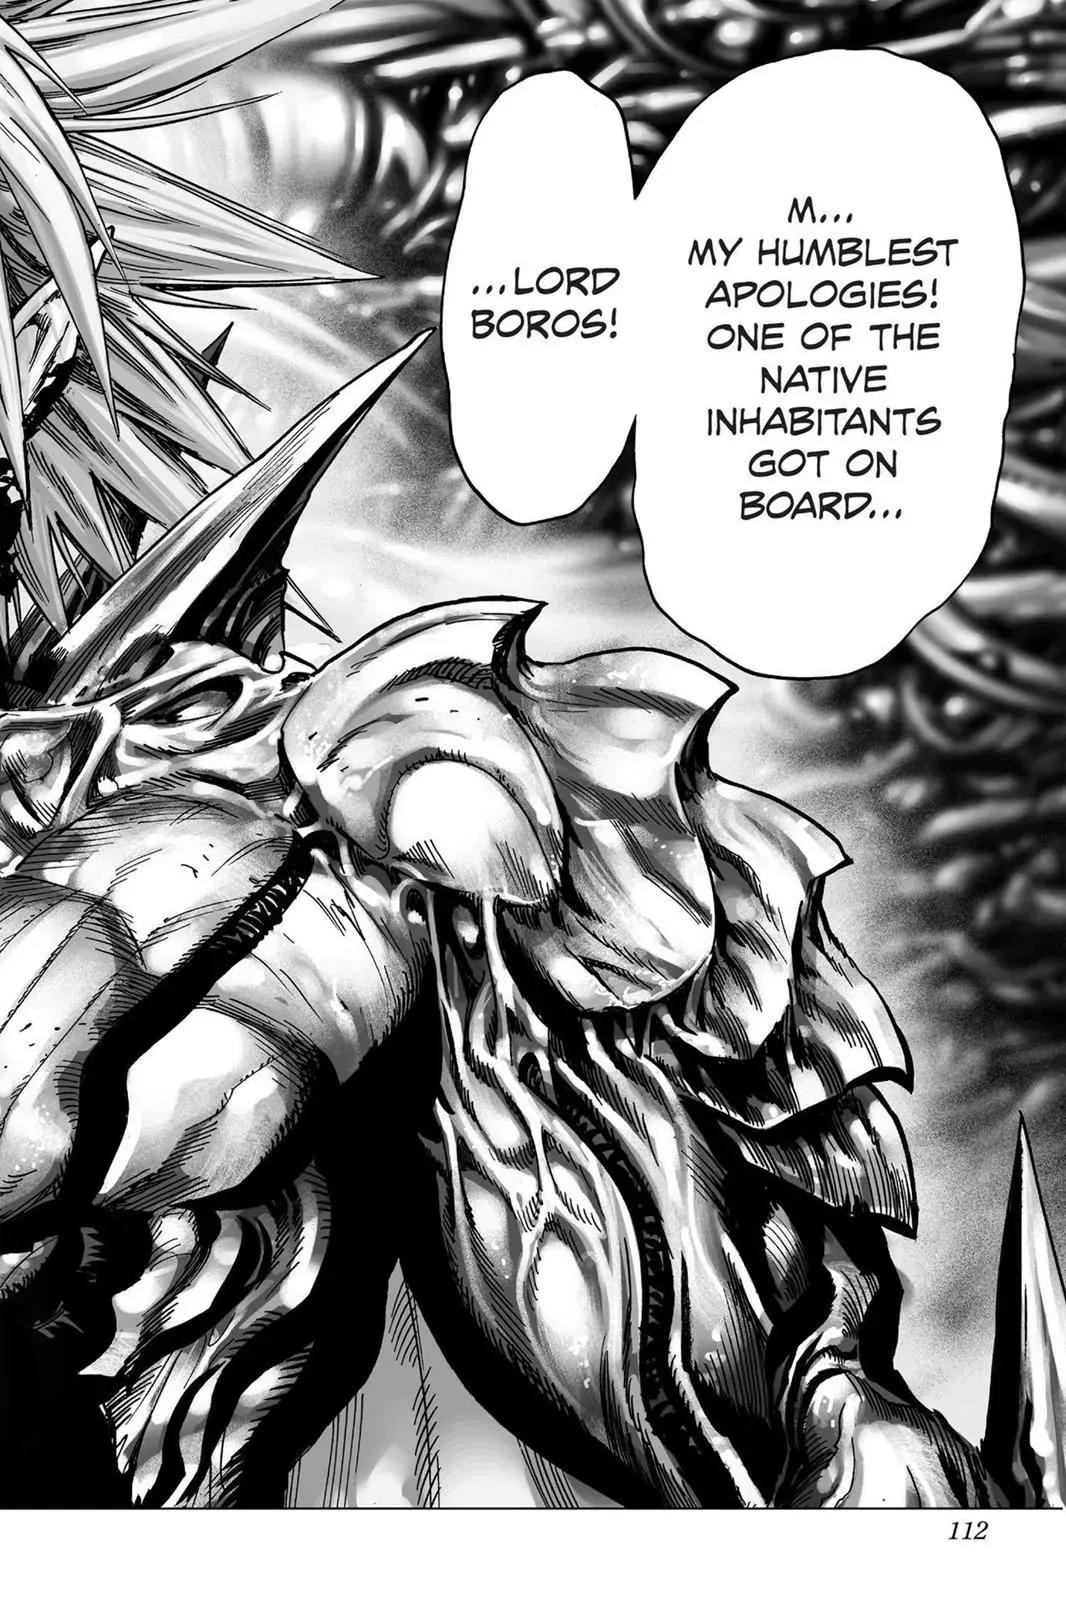 M...
MY HUMBLEST
APOLOGIES!
ONE OF THE
NATIVE
INHABITANTS
GOT ON
BOARD...
...LORD
BOROS!
112